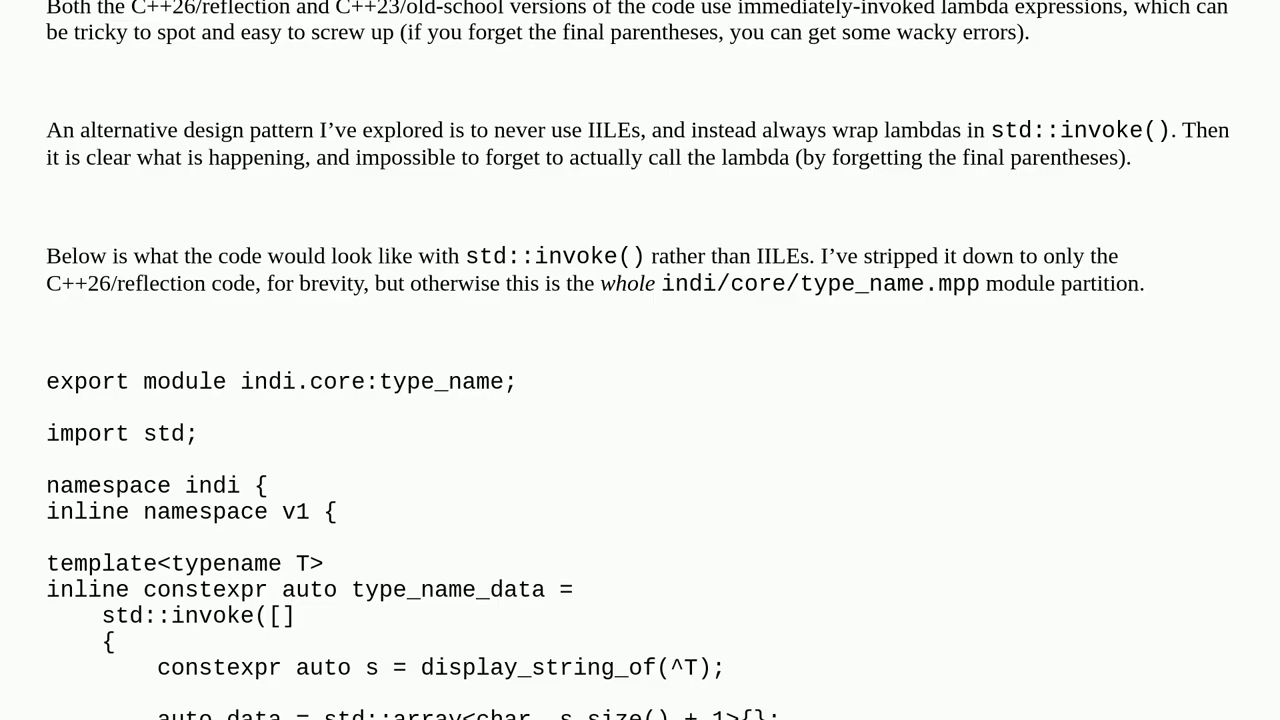 Both the C++26/reflection and C++23/old-school versions of the code use immediately-invoked lambda expressions, which can
be tricky to spot and easy to screw up (if you forget the final parentheses, you can get some wacky errors).
An alternative design pattern I’ve explored is to never use IILEs, and instead always wrap lambdas in std::invoke(). Then
it is clear what is happening, and impossible to forget to actually call the lambda (by forgetting the final parentheses).
Below is what the code would look like with std::invoke() rather than IILEs. I’ve stripped it down to only the
C++26/reflection code, for brevity, but otherwise this is the whole indi/core/type_name.mpp module partition.
export module indi.core:type_name;
import std;
namespace indi {
inline namespace v1 {
template<typename T>
inline constexpr auto type_name_data =
    std::invoke([]
    {
        constexpr auto s = display_string_of(^T);
        auto data = std::array<char, s.size() + 1>{};